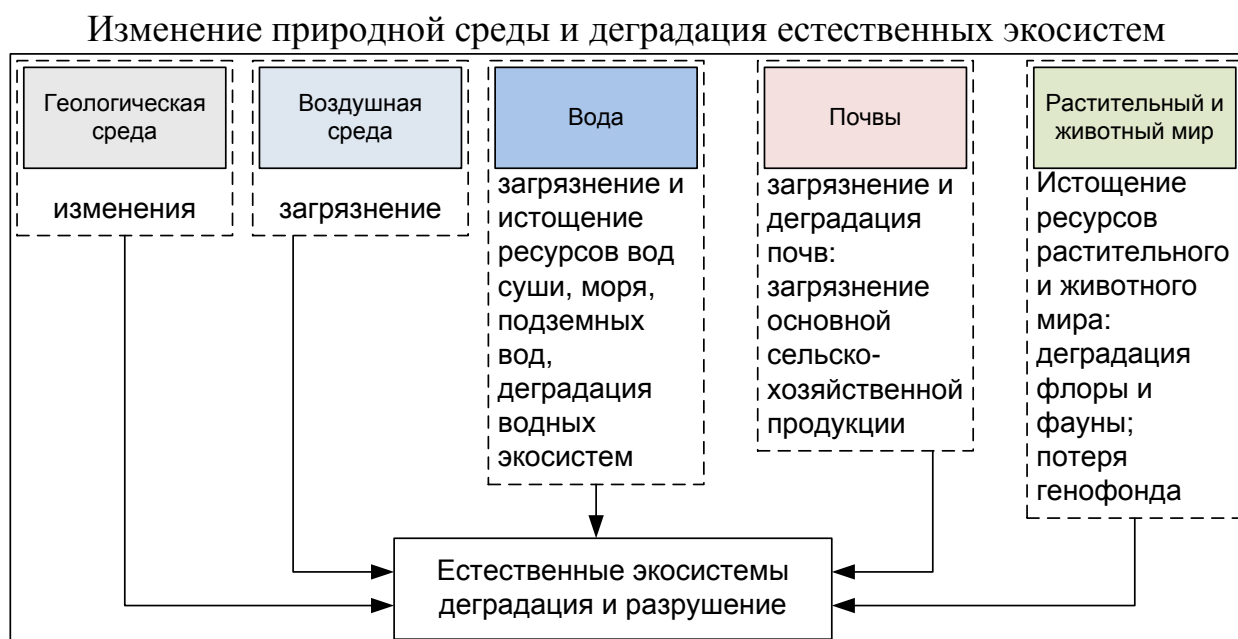 Изменение природной среды и деградация естественных экосистем
Геологическая
среда
изменения
Воздушная
среда
загрязнение
Вода
загрязнение и
истощение
ресурсов вод
суши, моря,
подземных
вод,
деградация
водных
экосистем
Почвы
загрязнение и
деградация
почв:
загрязнение
основной
сельско-
хозяйственной
продукции
Растительный и
животный мир
Истощение
ресурсов
растительного
и животного
мира:
деградация
флоры и
фауны;
потеря
генофонда
Естественные экосистемы
деградация и разрушение